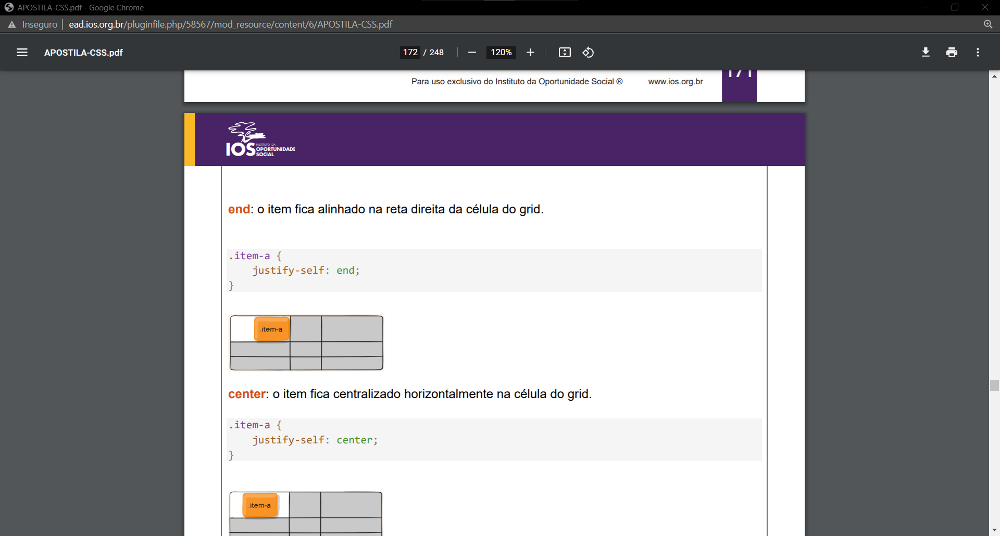 APOSTILA-CSS.pdf - Google Chrome
Inseguro | ead.ios.org.br/pluginfile.php/58567/mod_resource/content/6/APOSTILA-CSS.pdf
APOSTILA-CSS.pdf
172 / 248
120%
Para uso exclusivo do Instituto da Oportunidade Social ®
www.ios.org.br
171
IOS INSTITUTO DA
OPORTUNIDADE
SOCIAL
end: o item fica alinhado na reta direita da célula do grid.
.item-a {
justify-self: end;
}
.item-a
center: o item fica centralizado horizontalmente na célula do grid.
.item-a {
justify-self: center;
}
.item-a